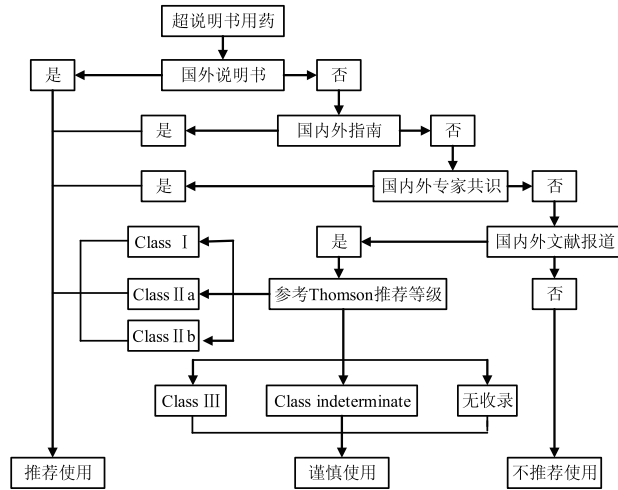 超说明书用药
是
国外说明书
否
是
国内外指南
否
是
国内外专家共识
否
Class Ⅰ
是
国内外文献报道
Class Ⅱa
参考Thomson推荐等级
否
Class Ⅱb
Class Ⅲ
Class indeterminate
无收录
推荐使用
谨慎使用
不推荐使用